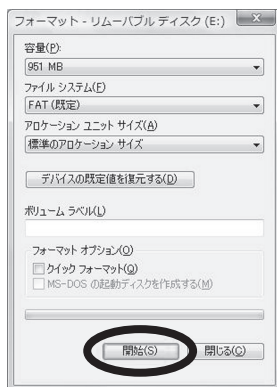 フォーマット - リムーバブル ディスク (E:)
容量(P):
951 MB
ファイル システム(F)
FAT (既定)
アロケーション ユニット サイズ(A)
標準のアロケーション サイズ
デバイスの既定値を復元する(D)
ボリューム ラベル(L)
フォーマット オプション(O)
クイック フォーマット(Q)
MS-DOS の起動ディスクを作成する(M)
開始(S)
閉じる(C)